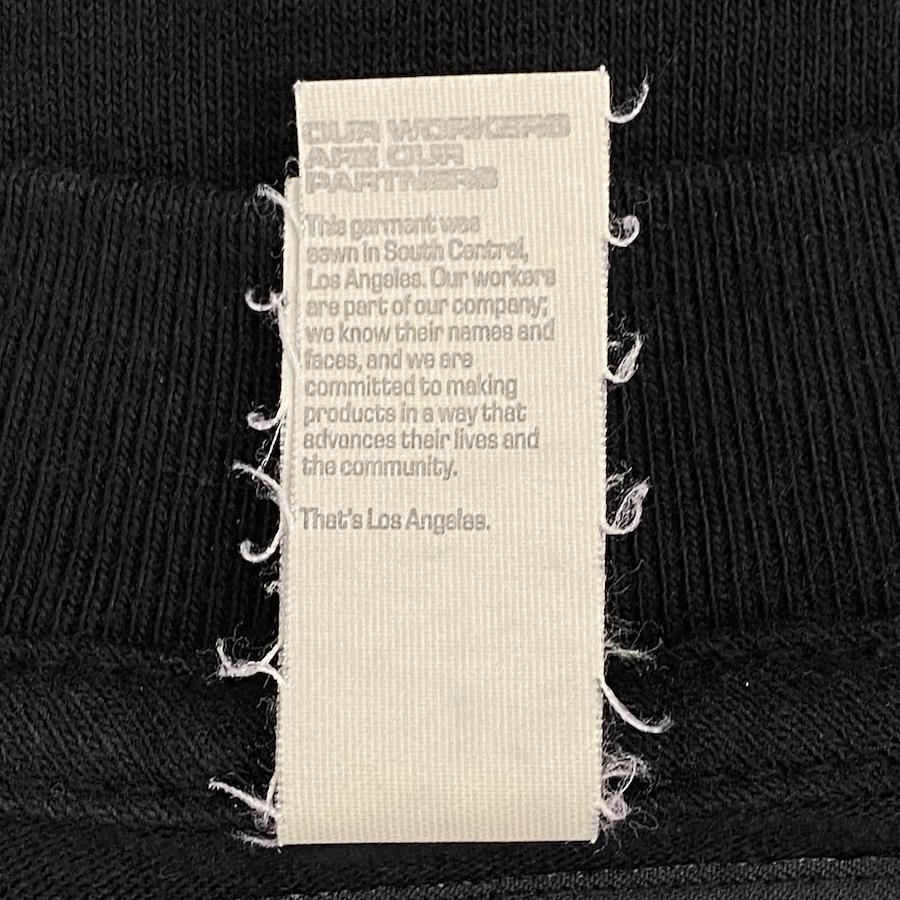 OUR WORKERS
ARE OUR
PARTNERS
This garment was
sewn in South Central,
Los Angeles. Our workers
are part of our company;
we know their names and
faces, and we are
committed to making
products in a way that
advances their lives and
the community.
That's Los Angeles.